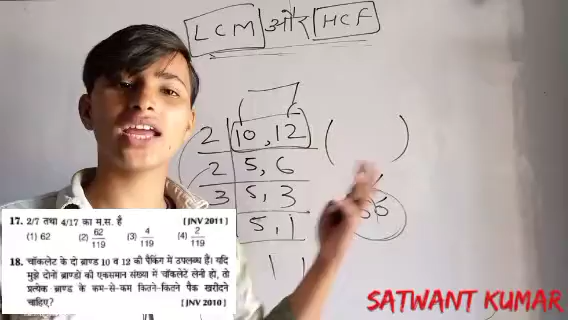 LCM और HCF
2 | 10, 12
2 | 5, 6
3 | 5, 3
5, 1
1 1
17. 2/7 तथा 4/17 का म.स. है [JNV 2011]
(1) 62 (2) 62/119 (3) 4/119 (4) 2/119
18. चॉकलेट के दो ब्राण्ड 10 व 12 की पैकिंग में उपलब्ध हैं। यदि
मुझे दोनों ब्राण्डों की एकसमान संख्या में चॉकलेटें लेनी हो, तो
प्रत्येक ब्राण्ड के कम-से-कम कितने-कितने पैक खरीदने
चाहिए? [JNV 2010]
SATWANT KUMAR